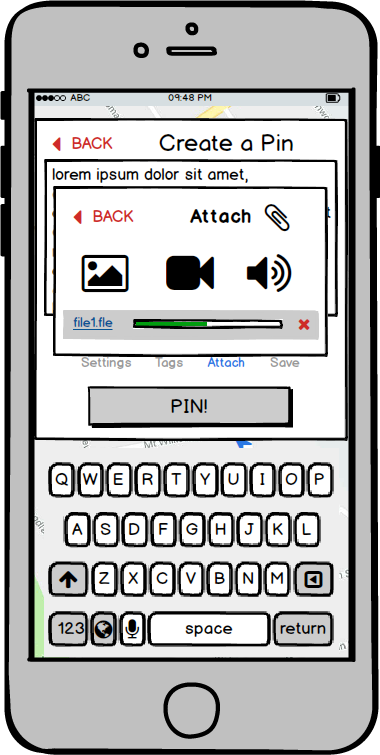 ABC 09:48 PM
BACK Create a Pin
lorem ipsum dolor sit amet,
BACK Attach
file1.fle
Settings Tags Attach Save
PIN!
Q W E R T Y U I O P
A S D F G H J K L
Z X C V B N M
123 space return